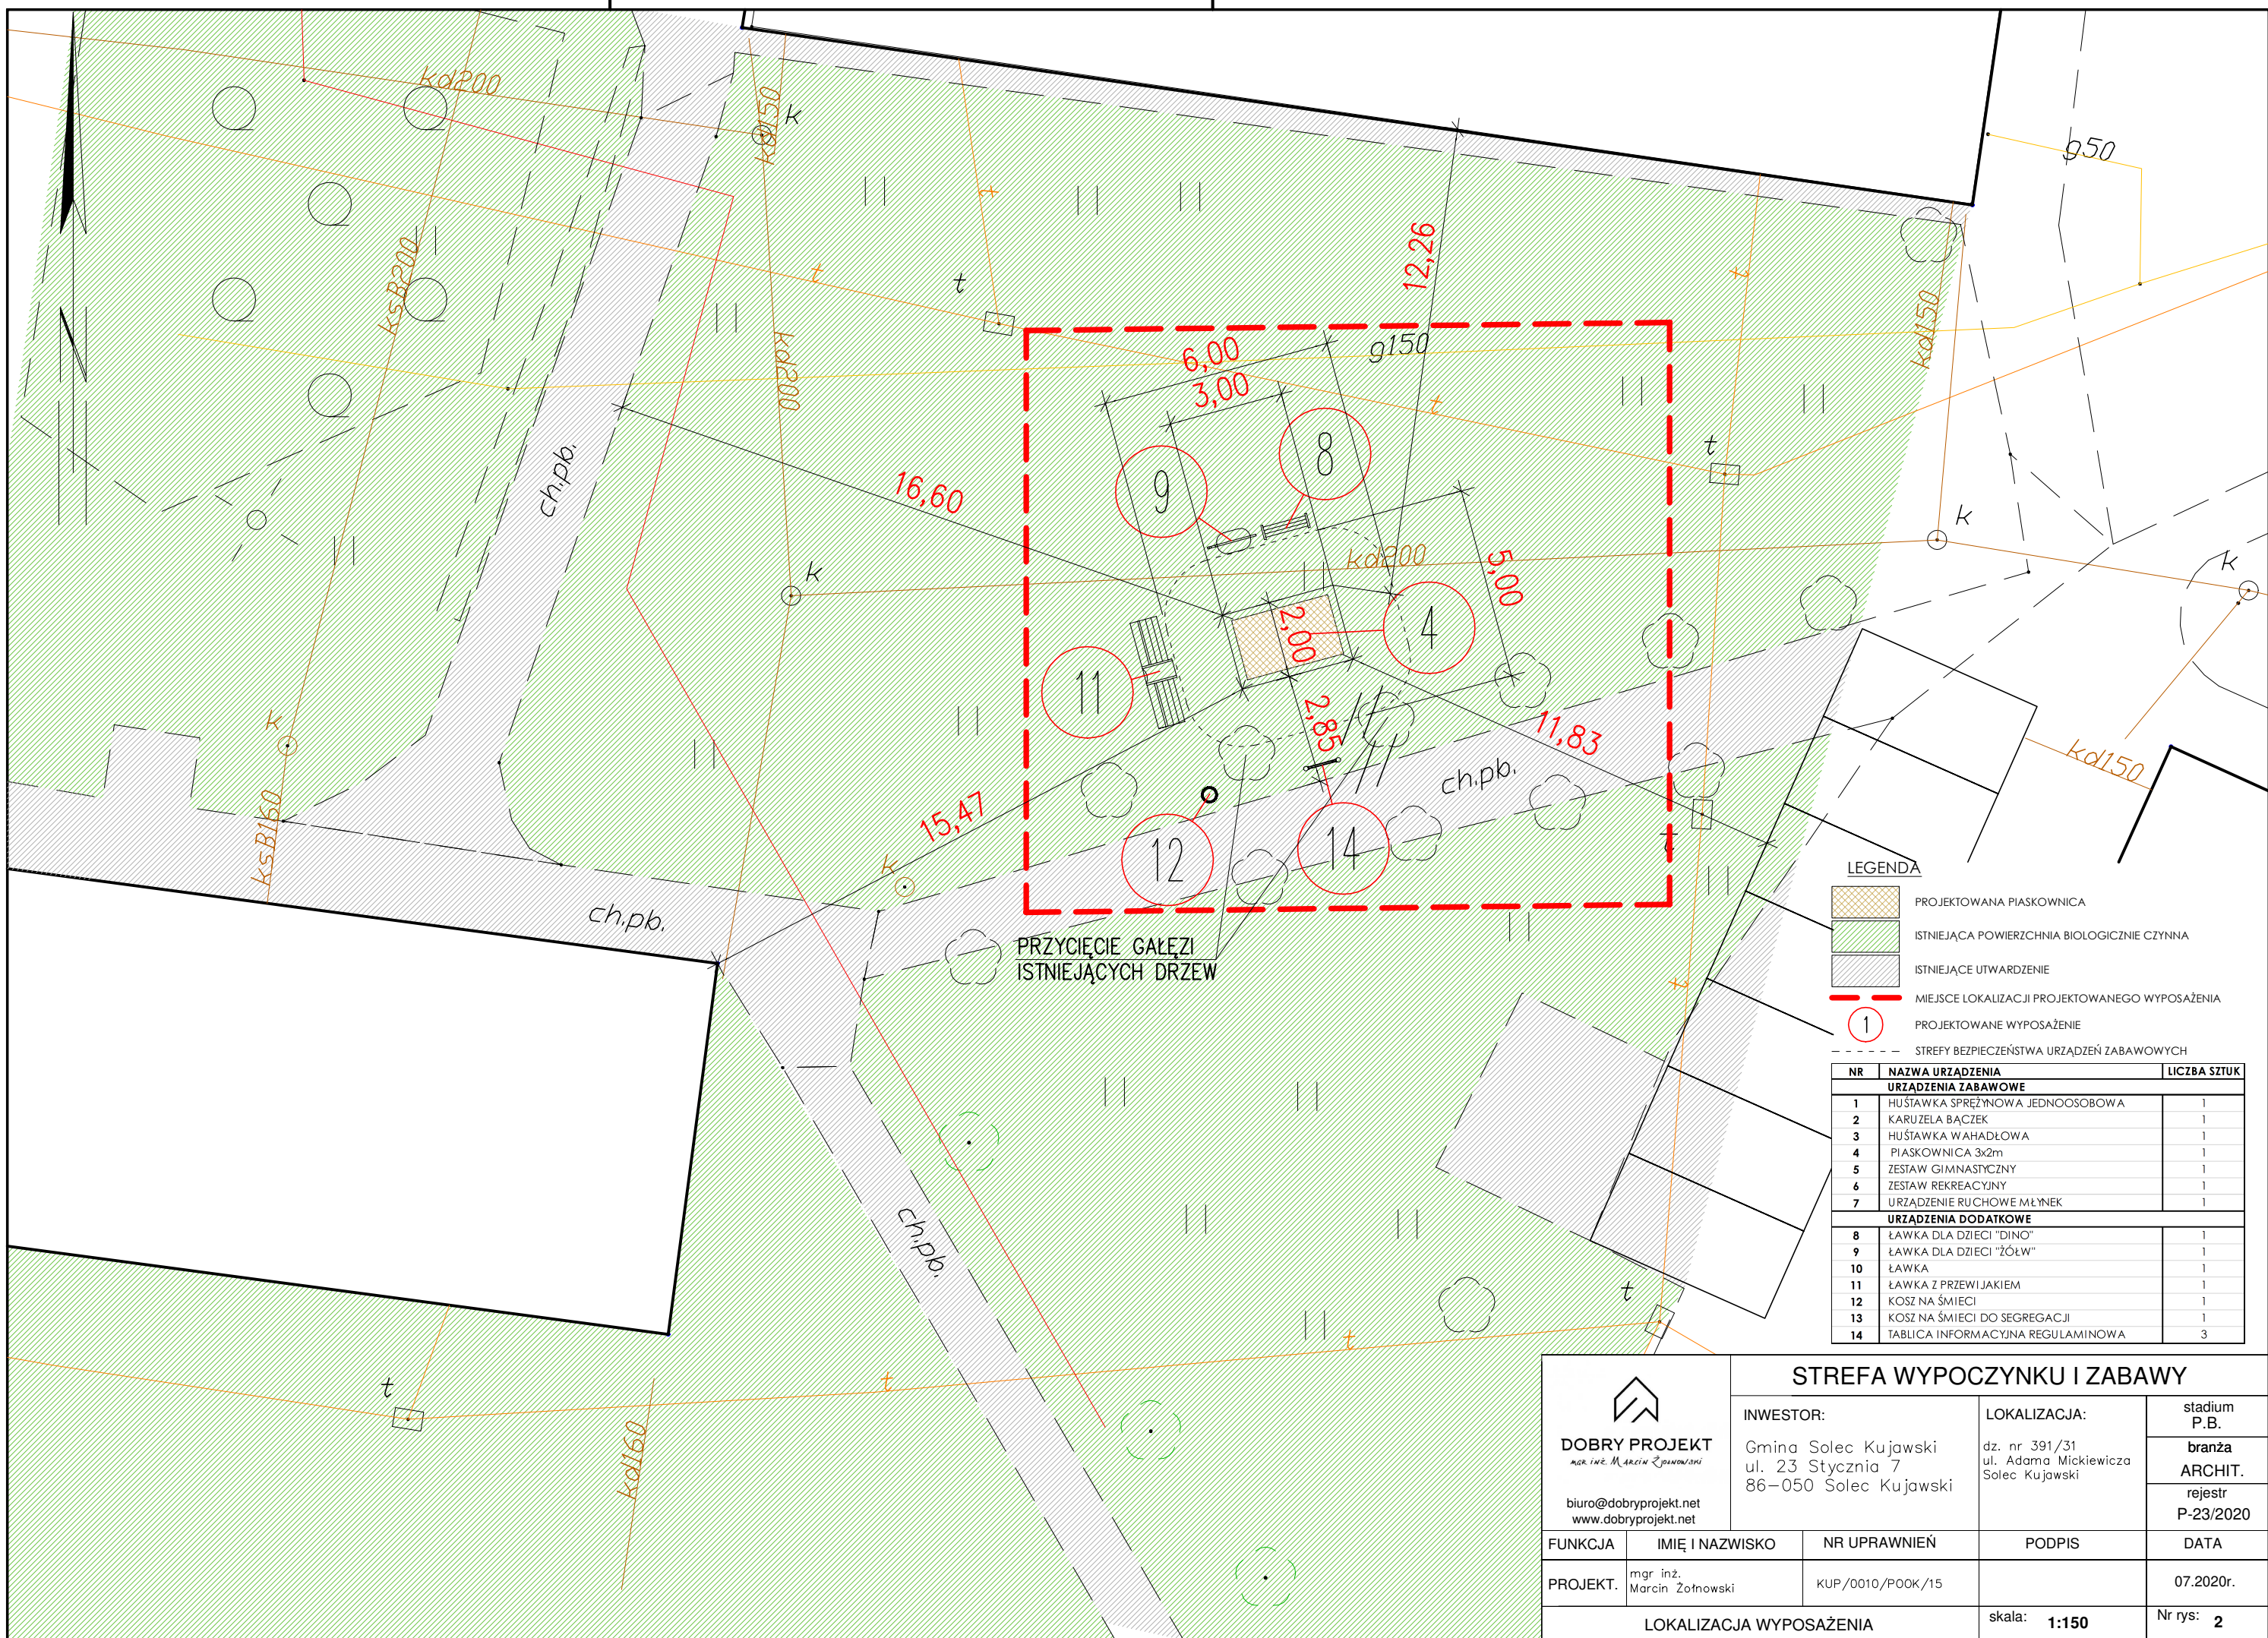 kd200
kd150
k
g50
t
t
t
t
12,26
ksB200
kd150
kd200
g150
6,00
3,00
t
8
9
t
ch.pb.
16,60
k
k
kd200
5,00
k
4
2,00
11
2,85
11,83
k
kd150
ch.pb.
15,47
ksB160
k
12
14
t
ch.pb.
PRZYCIĘCIE GAŁĘZI
ISTNIEJĄCYCH DRZEW
t
ch.pb.
t
t
t
t
kd160
N
LEGENDA
PROJEKTOWANA PIASKOWNICA
ISTNIEJĄCA POWIERZCHNIA BIOLOGICZNIE CZYNNA
ISTNIEJĄCE UTWARDZENIE
MIEJSCE LOKALIZACJI PROJEKTOWANEGO WYPOSAŻENIA
1 PROJEKTOWANE WYPOSAŻENIE
STREFY BEZPIECZEŃSTWA URZĄDZEŃ ZABAWOWYCH
NR NAZWA URZĄDZENIA LICZBA SZTUK
URZĄDZENIA ZABAWOWE
1 HUŚTAWKA SPRĘŻYNOWA JEDNOOSOBOWA 1
2 KARUZELA BĄCZEK 1
3 HUŚTAWKA WAHADŁOWA 1
4 PIASKOWNICA 3x2m 1
5 ZESTAW GIMNASTYCZNY 1
6 ZESTAW REKREACYJNY 1
7 URZĄDZENIE RUCHOWE MŁYNEK 1
URZĄDZENIA DODATKOWE
8 ŁAWKA DLA DZIECI "DINO" 1
9 ŁAWKA DLA DZIECI "ŻÓŁW" 1
10 ŁAWKA 1
11 ŁAWKA Z PRZEWIJAKIEM 1
12 KOSZ NA ŚMIECI 1
13 KOSZ NA ŚMIECI DO SEGREGACJI 1
14 TABLICA INFORMACYJNA REGULAMINOWA 3
STREFA WYPOCZYNKU I ZABAWY
DOBRY PROJEKT
mgr inż. Marcin Żołnowski
biuro@dobryprojekt.net
www.dobryprojekt.net
INWESTOR:
Gmina Solec Kujawski
ul. 23 Stycznia 7
86-050 Solec Kujawski
LOKALIZACJA:
dz. nr 391/31
ul. Adama Mickiewicza
Solec Kujawski
stadium
P.B.
branża
ARCHIT.
rejestr
P-23/2020
FUNKCJA IMIĘ I NAZWISKO NR UPRAWNIEŃ PODPIS DATA
PROJEKT. mgr inż. Marcin Żołnowski KUP/0010/POOK/15 07.2020r.
LOKALIZACJA WYPOSAŻENIA skala: 1:150 Nr rys: 2